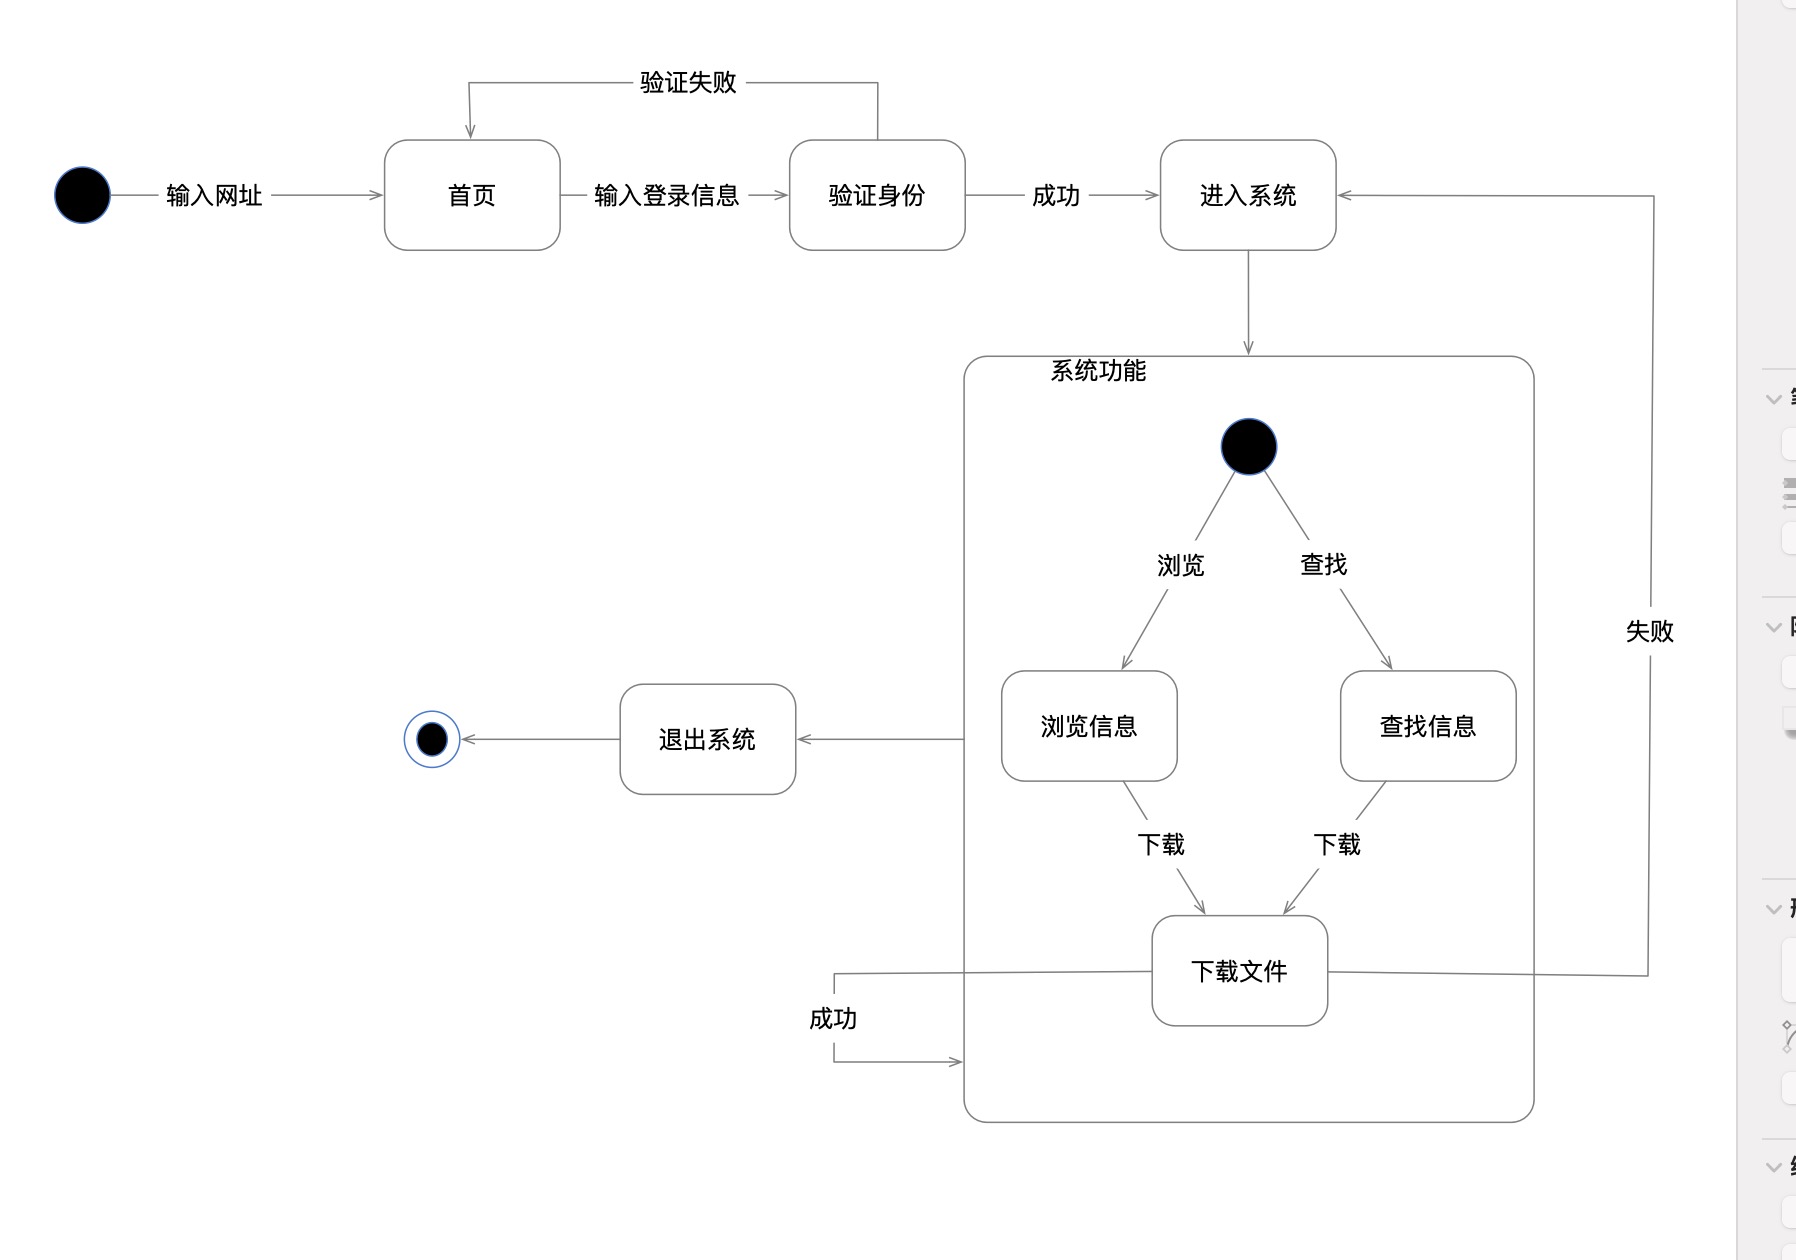 验证失败
输入网址
首页
输入登录信息
验证身份
成功
进入系统
系统功能
浏览
查找
失败
浏览信息
查找信息
退出系统
下载
下载
下载文件
成功